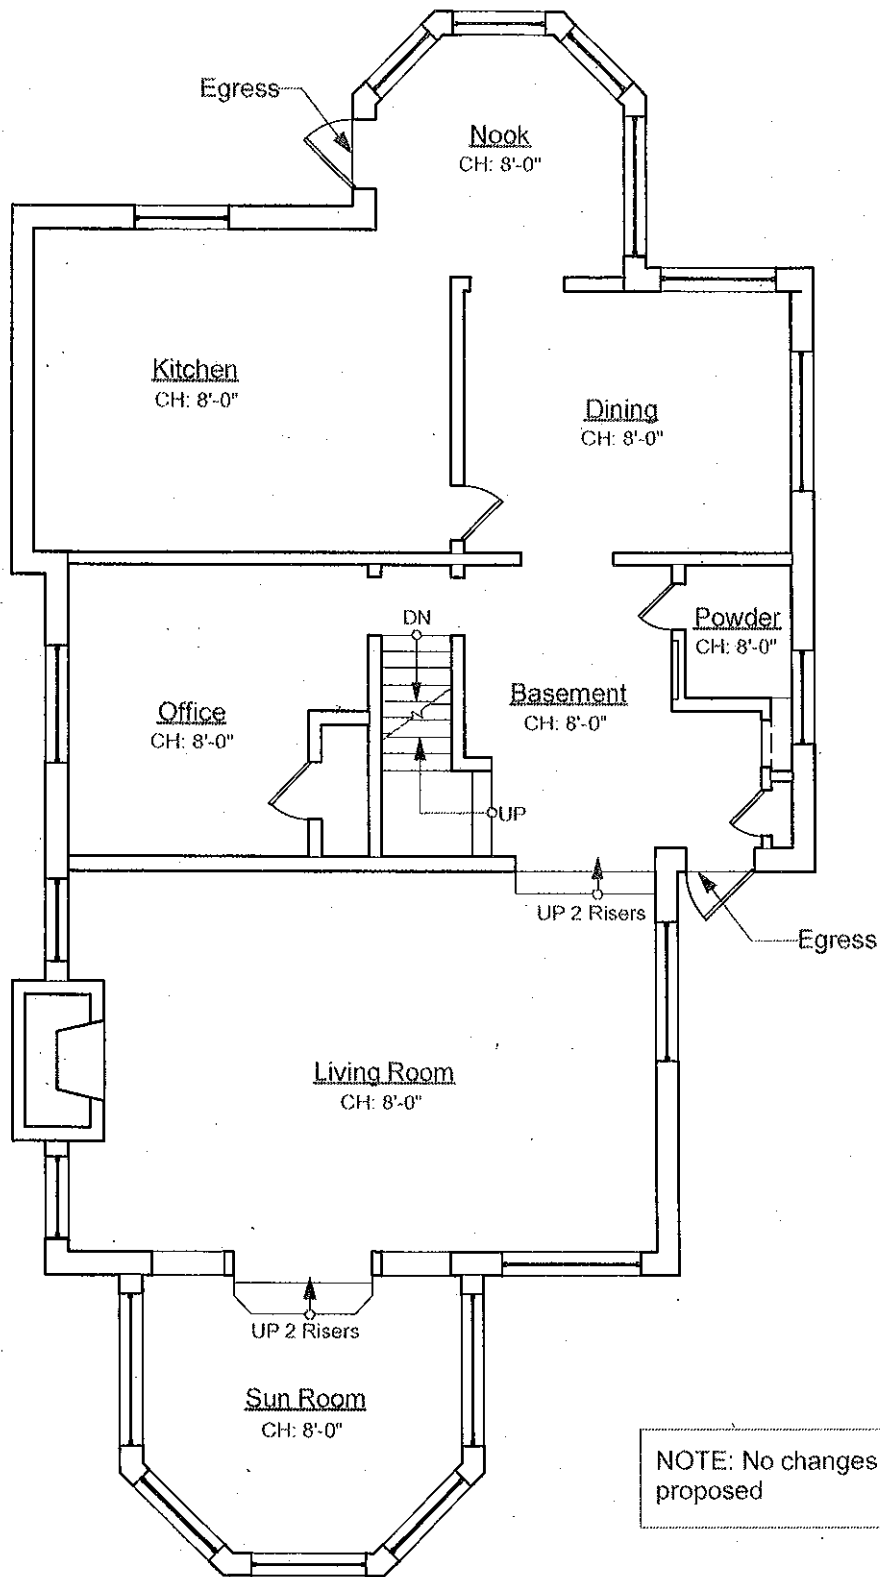 Egress
Nook
CH: 8'-0"
Kitchen
CH: 8'-0"
Dining
CH: 8'-0"
DN
Powder
CH: 8'-0"
Office
CH: 8'-0"
Basement
CH: 8'-0"
UP
UP 2 Risers
Egress
Living Room
CH: 8'-0"
UP 2 Risers
Sun Room
CH: 8'-0"
NOTE: No changes
proposed